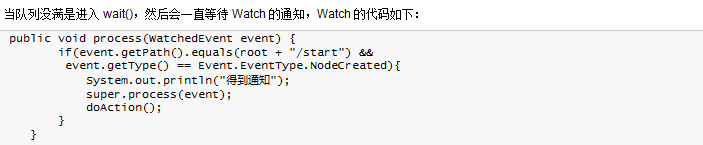 当队列没满是进入 wait()，然后会一直等待 Watch 的通知，Watch 的代码如下：
public void process(WatchedEvent event) {
        if(event.getPath().equals(root + "/start") &&
         event.getType() == Event.EventType.NodeCreated){
            System.out.println("得到通知");
            super.process(event);
            doAction();
        }
    }